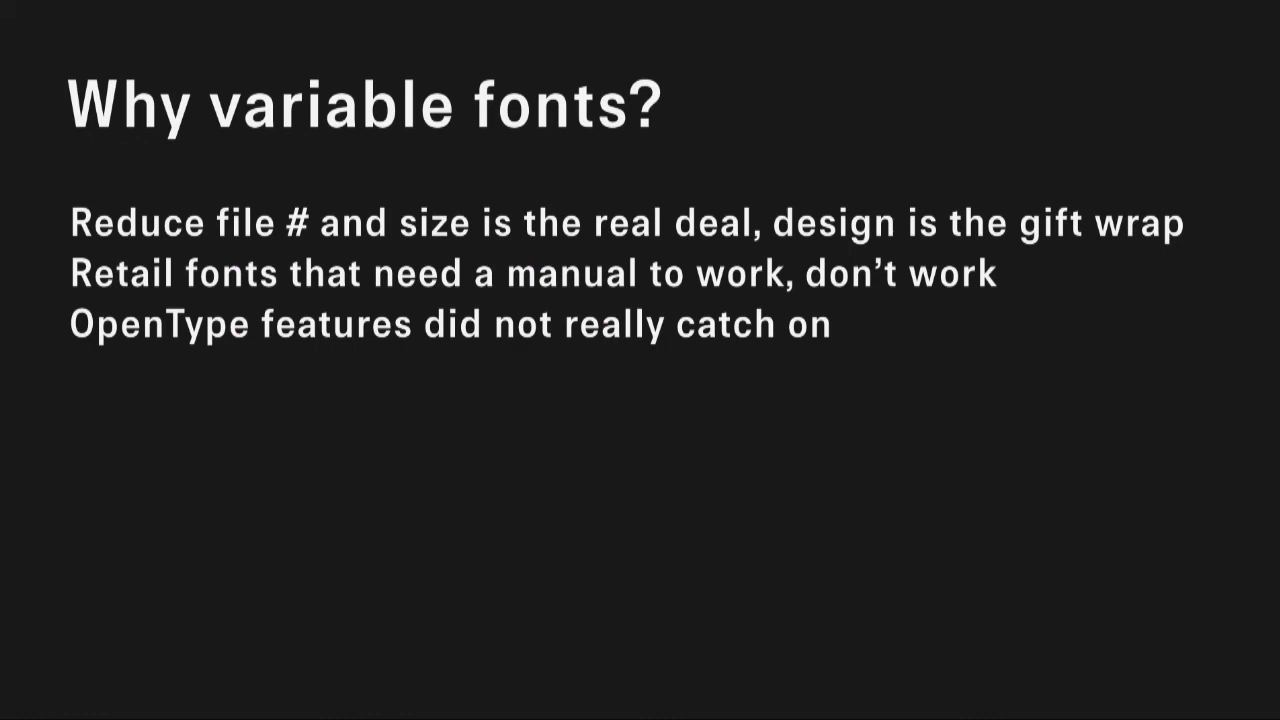 Why variable fonts?
Reduce file # and size is the real deal, design is the gift wrap
Retail fonts that need a manual to work, don’t work
OpenType features did not really catch on